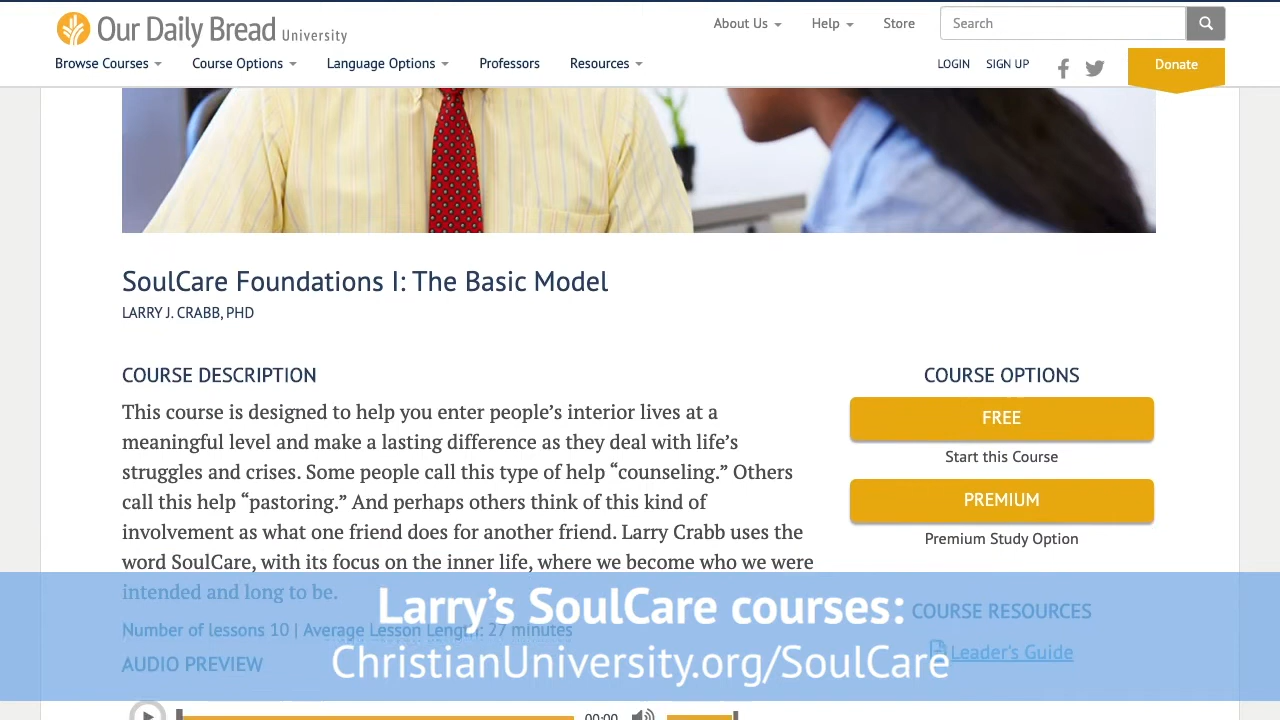 Our Daily Bread University
About Us
Help
Store
Search
Browse Courses
Course Options
Language Options
Professors
Resources
LOGIN
SIGN UP
Donate
SoulCare Foundations I: The Basic Model
LARRY J. CRABB, PHD
COURSE DESCRIPTION
This course is designed to help you enter people’s interior lives at a
meaningful level and make a lasting difference as they deal with life’s
struggles and crises. Some people call this type of help “counseling.” Others
call this help “pastoring.” And perhaps others think of this kind of
involvement as what one friend does for another friend. Larry Crabb uses the
word SoulCare, with its focus on the inner life, where we become who we were
intended and long to be.
Number of lessons 10 | Average Lesson Length: 27 minutes
AUDIO PREVIEW
00:00
COURSE OPTIONS
FREE
Start this Course
PREMIUM
Premium Study Option
COURSE RESOURCES
Leader's Guide
Larry’s SoulCare courses:
ChristianUniversity.org/SoulCare